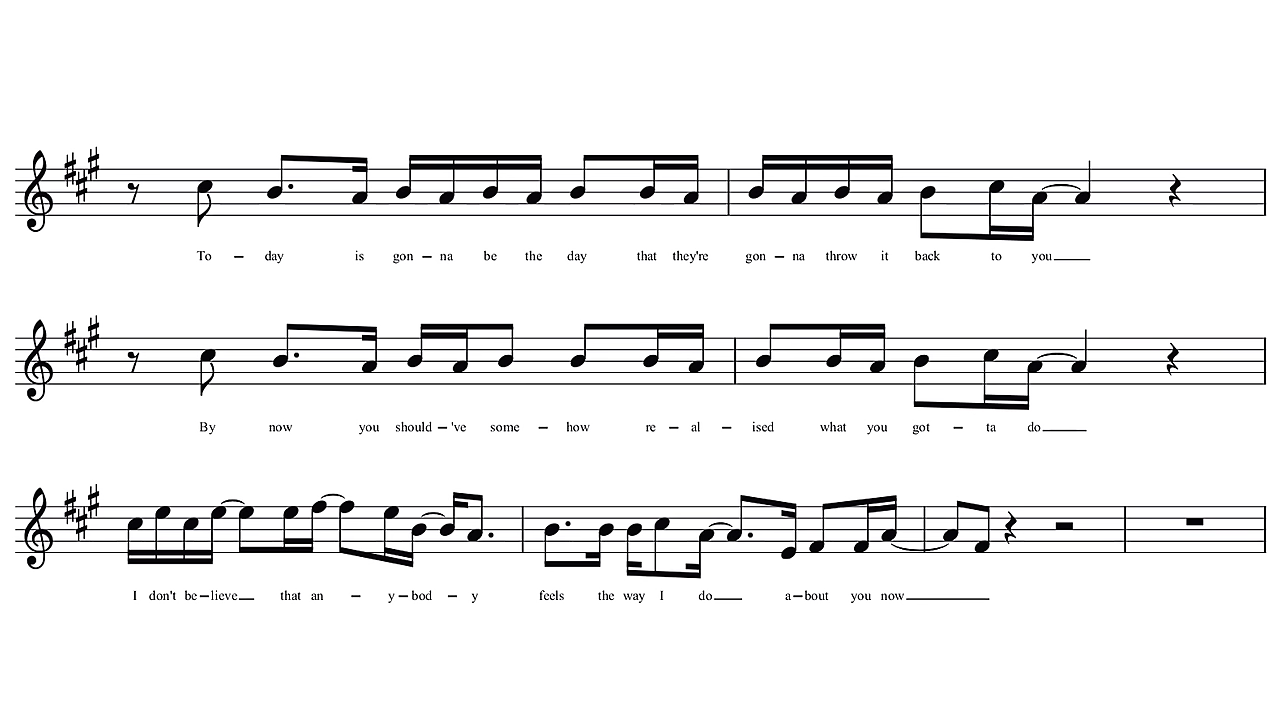 To – day is gon – na be the day that they're gon – na throw it back to you
By now you should – 've some – how re – al – ised what you got – ta do
I don't be – lieve that an – y – bod – y feels the way I do a – bout you now